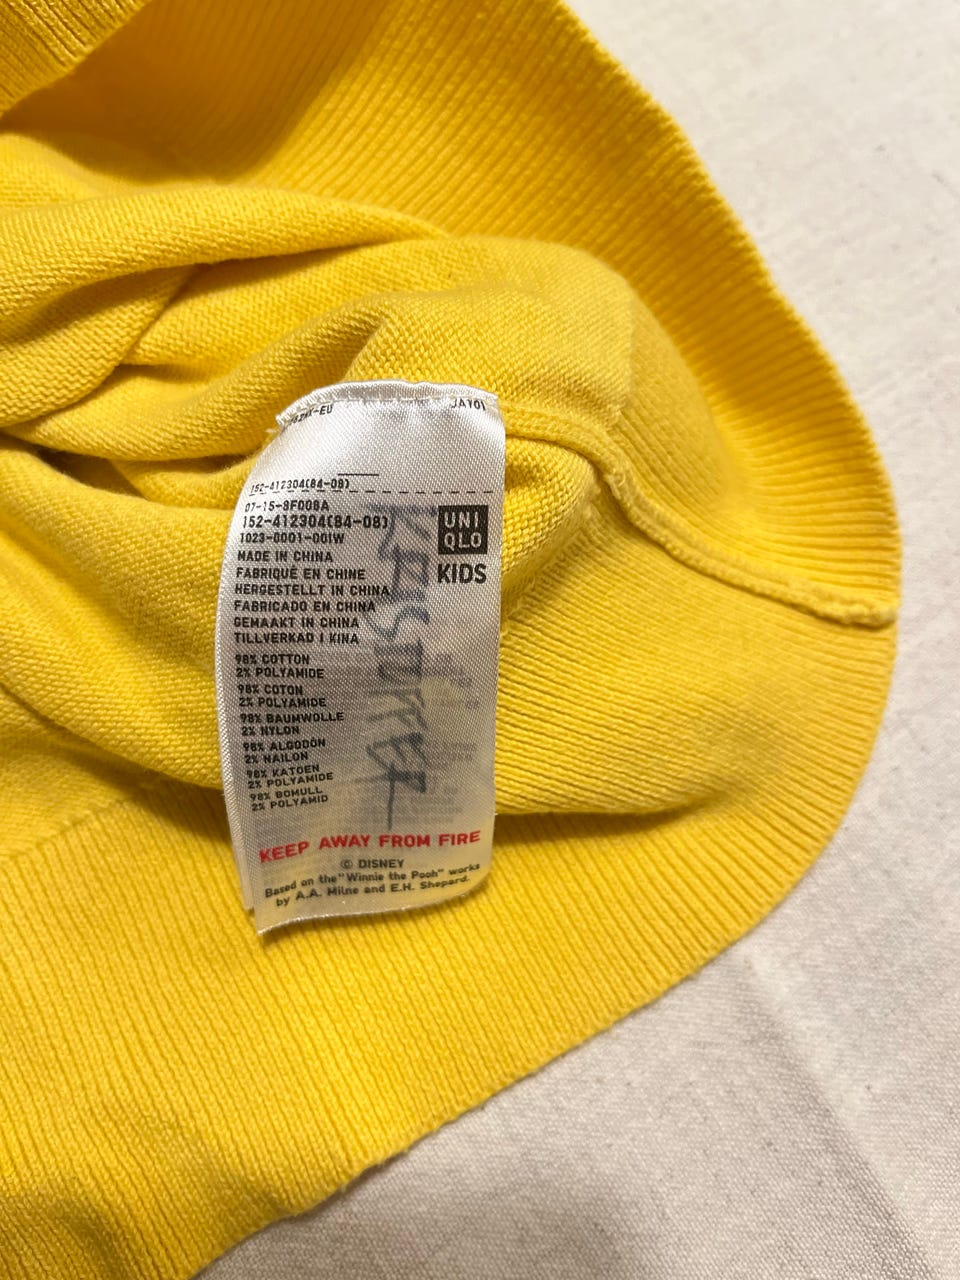 JAY01
152-412304(84-08)
07-15-8F008A
152-412304(84-08)
1023-0001-001W
UNI
QLO
KIDS
MADE IN CHINA
FABRIQUÉ EN CHINE
HERGESTELLT IN CHINA
FABRICADO EN CHINA
GEMAAKT IN CHINA
TILLVERKAD I KINA
98% COTTON
2% POLYAMIDE
98% COTON
2% POLYAMIDE
98% BAUMWOLLE
2% NYLON
98% ALGODÓN
2% NAILON
98% KATOEN
2% POLYAMIDE
98% BOMULL
2% POLYAMID
KEEP AWAY FROM FIRE
© DISNEY
Based on the "Winnie the Pooh" works
by A.A. Milne and E.H. Shepard.